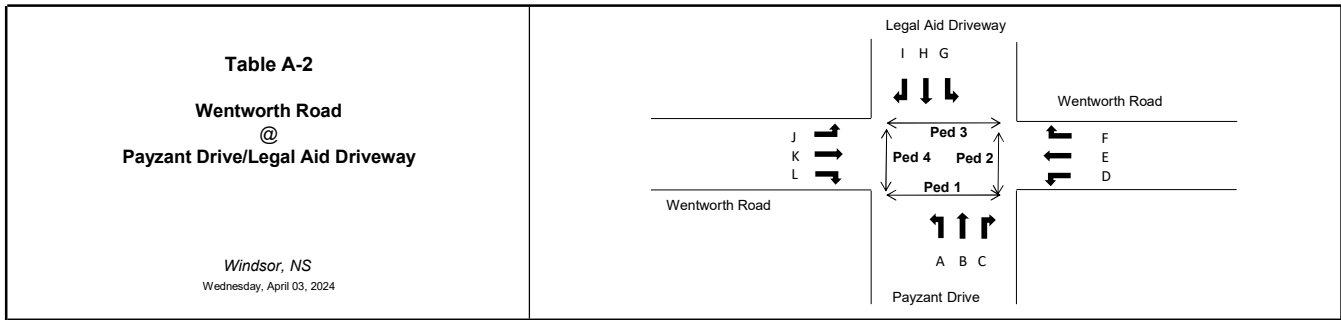 Table A-2
Wentworth Road
@
Payzant Drive/Legal Aid Driveway
Windsor, NS
Wednesday, April 03, 2024
Legal Aid Driveway
I H G
Wentworth Road
Ped 3
J
F
K
Ped 4 Ped 2
E
L
D
Ped 1
Wentworth Road
A B C
Payzant Drive